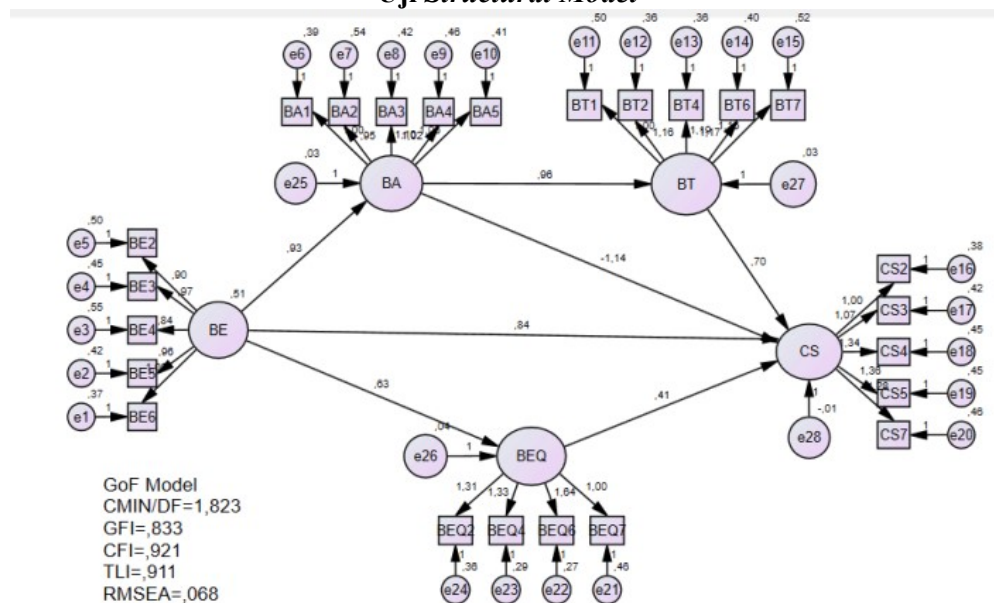 Uji Structural Model
,39 ,54 ,42 ,46 ,41
e6 e7 e8 e9 e10
1 1 1 1 1
BA1 BA2 BA3 BA4 BA5
,95
,50 ,36 ,36 ,40 ,52
e11 e12 e13 e14 e15
1 1 1 1 1
BT1 BT2 BT4 BT6 BT7
1,16
,03
e25 1 BA ,96 BT 1 e27
,03
,50
e5 1 BE2
,45
e4 1 BE3
,55
e3 1 BE4
,42
e2 1 BE5
,37
e1 1 BE6
,90
,97
,84
,96
,51
BE
,93
-1,14
,70
,84
,63
,41
CS
1,00
1,07
1,34
1,36
CS2 1 e16
,38
CS3 1 e17
,42
CS4 1 e18
,45
CS5 1 e19
,45
CS7 1 e20
,46
1
-,01
e28
,04
e26 1 BEQ
1,31 1,33 1,64 1,00
BEQ2 BEQ4 BEQ6 BEQ7
1 1 1 1
,36 ,29 ,27 ,46
e24 e23 e22 e21
GoF Model
CMIN/DF=1,823
GFI=,833
CFI=,921
TLI=,911
RMSEA=,068